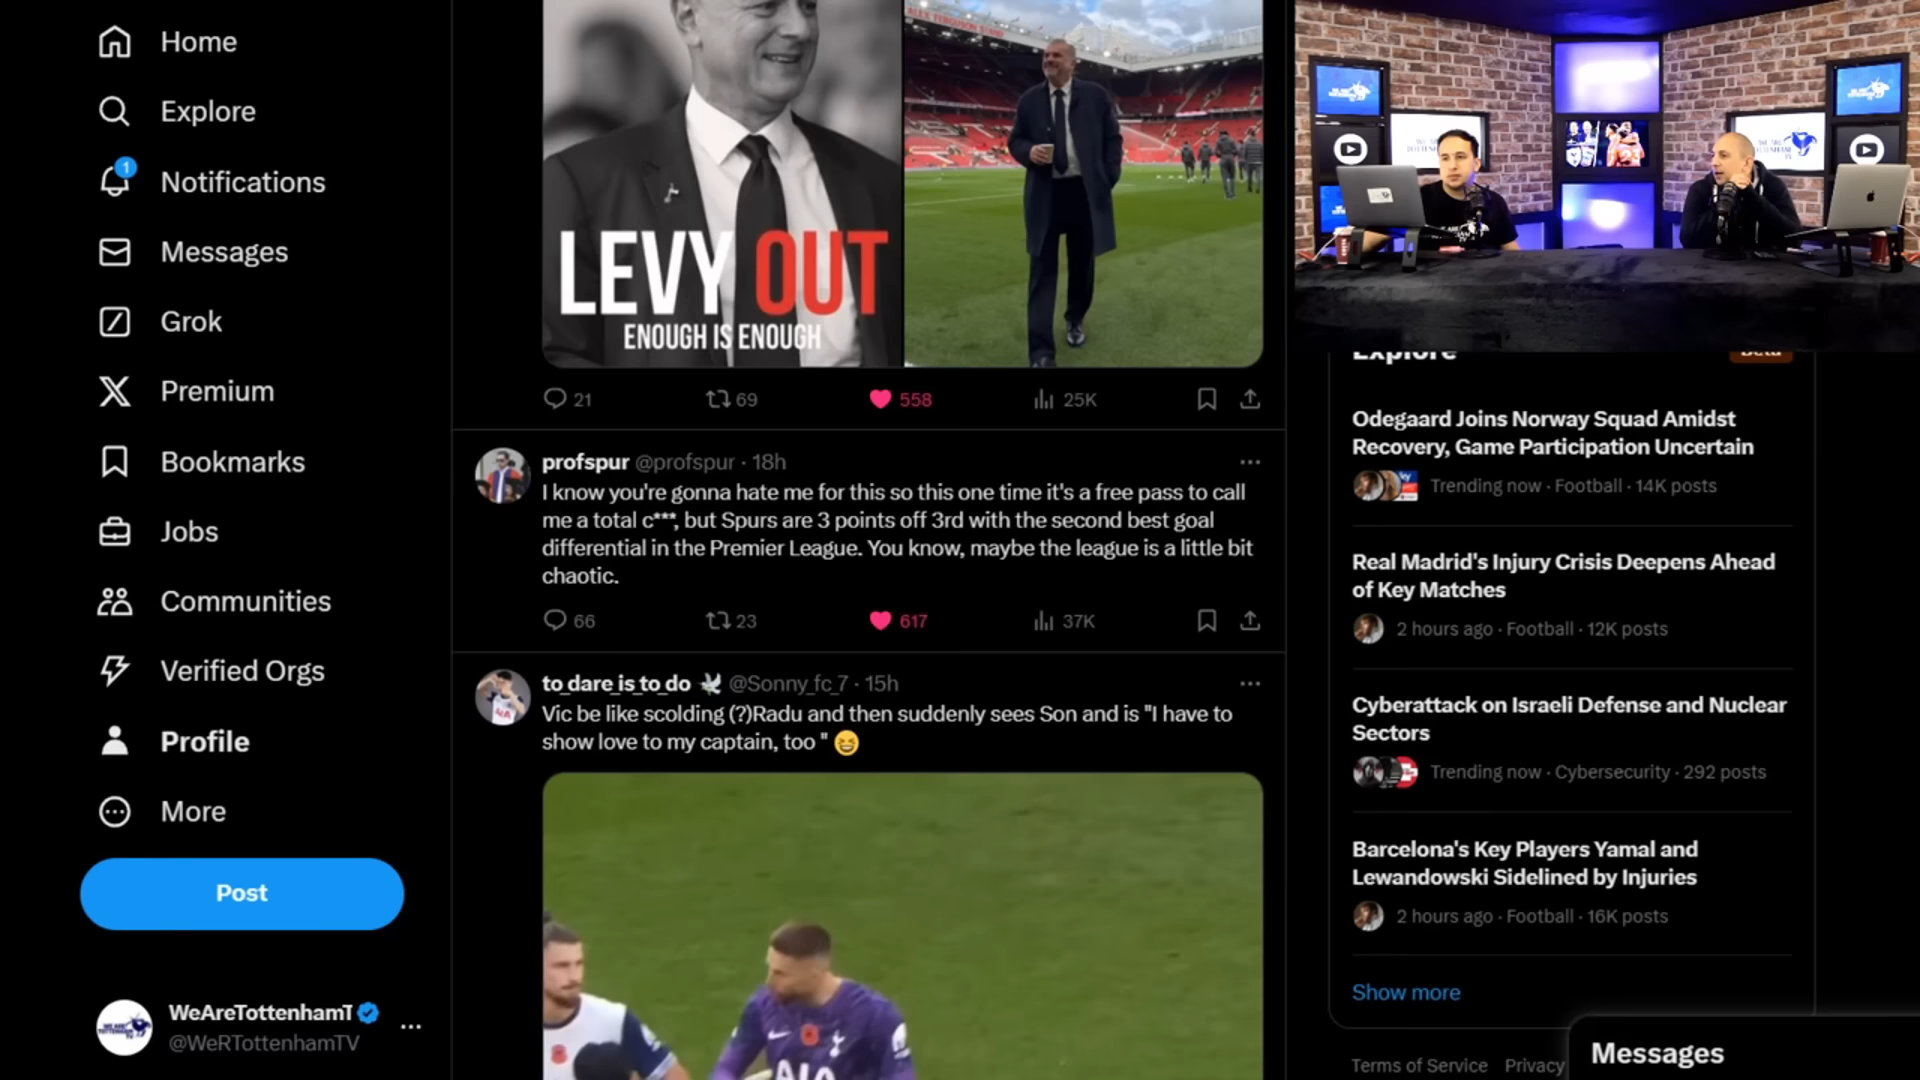 Home
Explore
1
Notifications
Messages
Grok
Premium
Bookmarks
Jobs
Communities
Verified Orgs
Profile
More
Post
WeAreTottenhamT
@WeRTottenhamTV
ALEX FERGUSON STAND
LEVY OUT
ENOUGH IS ENOUGH
21 69 558 25K
profspur @profspur · 18h
I know you're gonna hate me for this so this one time it's a free pass to call
me a total c***, but Spurs are 3 points off 3rd with the second best goal
differential in the Premier League. You know, maybe the league is a little bit
chaotic.
66 23 617 37K
to_dare_is_to_do @Sonny_fc_7 · 15h
Vic be like scolding (?)Radu and then suddenly sees Son and is "I have to
show love to my captain, too " 😆
AIA
Explore Beta
Odegaard Joins Norway Squad Amidst
Recovery, Game Participation Uncertain
Trending now · Football · 14K posts
Real Madrid's Injury Crisis Deepens Ahead
of Key Matches
2 hours ago · Football · 12K posts
Cyberattack on Israeli Defense and Nuclear
Sectors
Trending now · Cybersecurity · 292 posts
Barcelona's Key Players Yamal and
Lewandowski Sidelined by Injuries
2 hours ago · Football · 16K posts
Show more
Terms of Service Privacy
Messages